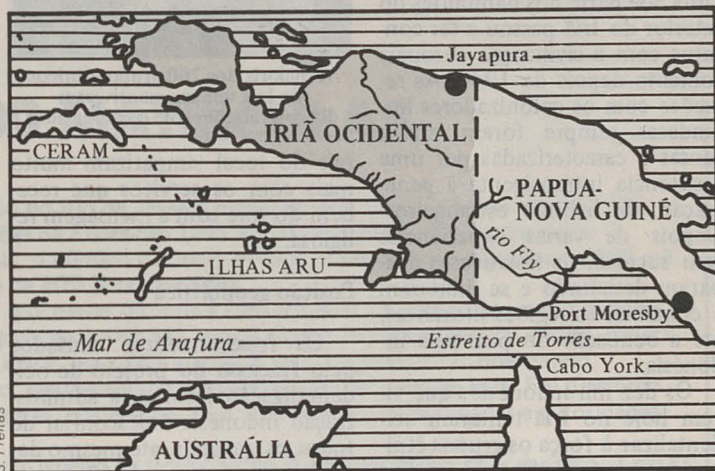 Jayapura
IRIÃ OCIDENTAL
CERAM
PAPUA-
NOVA GUINÉ
rio Fly
ILHAS ARU
Port Moresby
Mar de Arafura
Estreito de Torres
Cabo York
AUSTRÁLIA
Freitas